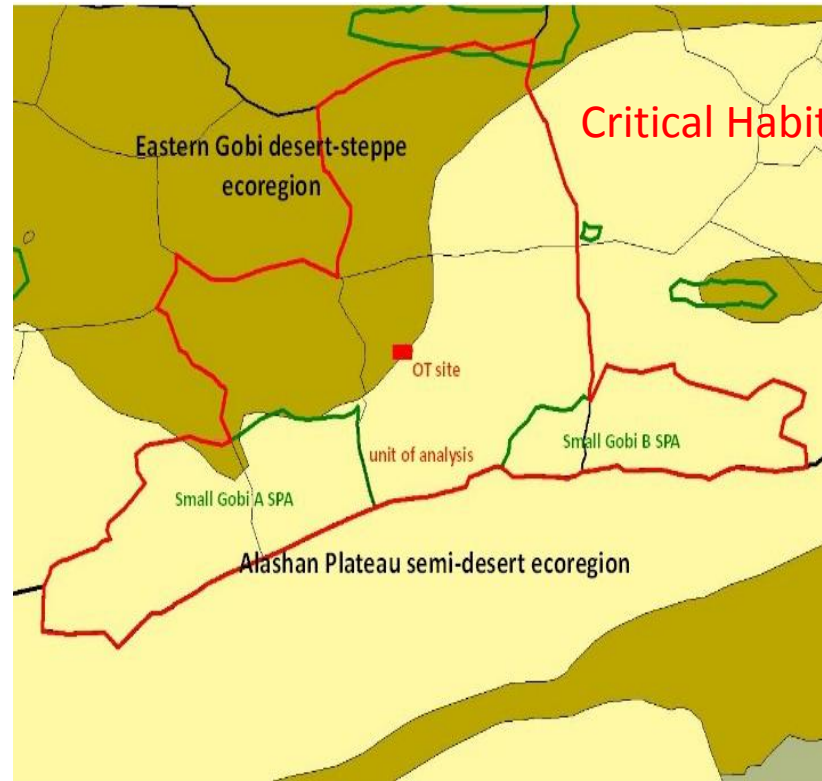 Critical Habit
Eastern Gobi desert-steppe
ecoregion
OT site
unit of analysis
Small Gobi B SPA
Small Gobi A SPA
Alashan Plateau semi-desert ecoregion